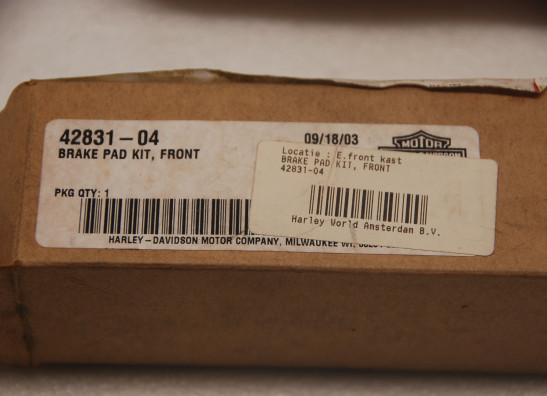 42831-04 09/18/03
BRAKE PAD KIT, FRONT
MOTOR
PKG QTY: 1
HARLEY-DAVIDSON MOTOR COMPANY, MILWAUKEE WI,
Locatie : E.front kast
BRAKE PAD KIT, FRONT
42831-04
Harley World Amsterdam B.V.